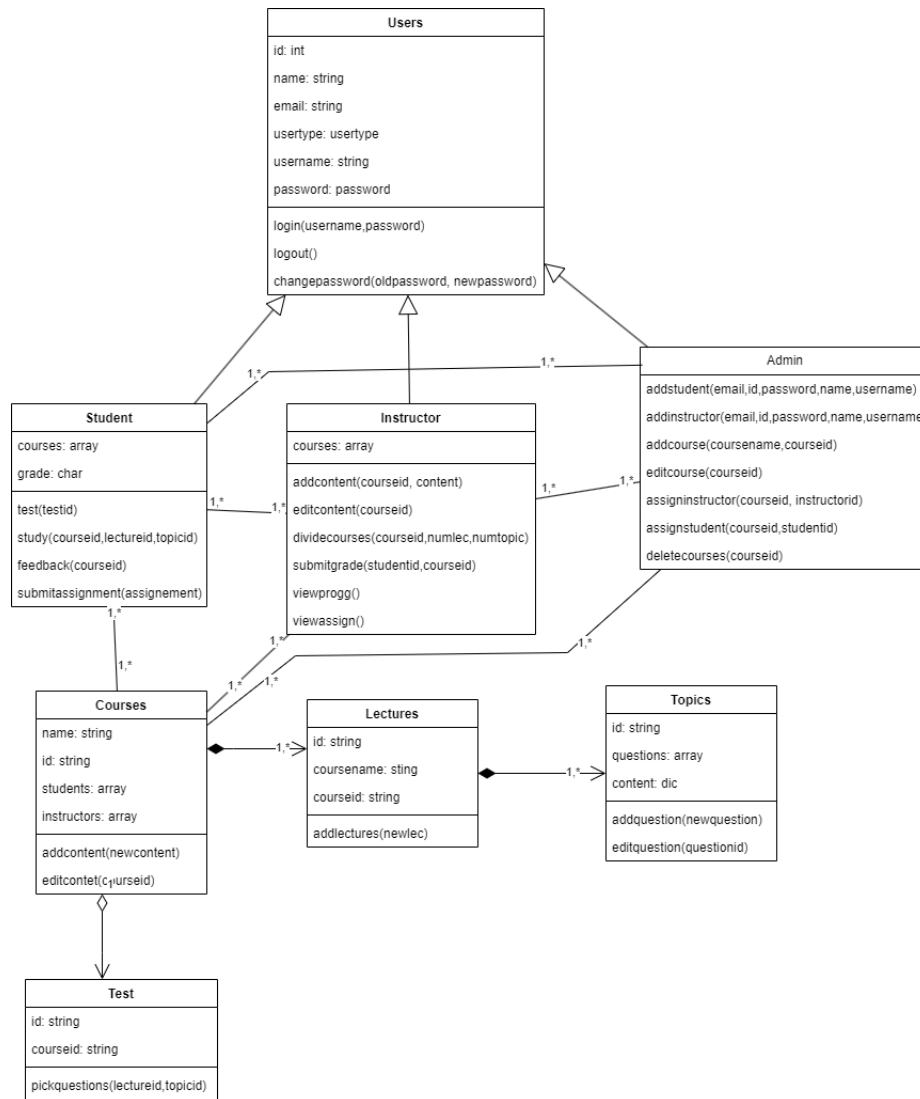 Users
id: int
name: string
email: string
usertype: usertype
username: string
password: password
login(username,password)
logout()
changepassword(oldpassword, newpassword)
1,*
1,*
Admin
addstudent(email,id,password,name,username)
addinstructor(email,id,password,name,username
addcourse(coursename,courseid)
editcourse(courseid)
assigninstructor(courseid, instructorid)
assignstudent(courseid,studentid)
deletecourses(courseid)
Student
courses: array
grade: char
test(testid)
study(courseid,lectureid,topicid)
feedback(courseid)
submitassignment(assignement)
1,*
1,*
Instructor
courses: array
addcontent(courseid, content)
editcontent(courseid)
dividecourses(courseid,numlec,numtopic)
submitgrade(studentid,courseid)
viewprogg()
viewassign()
1,*
1,*
1,*
1,*
1,*
1,*
1,*
1,*
Courses
name: string
id: string
students: array
instructors: array
addcontent(newcontent)
editcontet(c1urseid)
1,*
Lectures
id: string
coursename: sting
courseid: string
addlectures(newlec)
1,*
Topics
id: string
questions: array
content: dic
addquestion(newquestion)
editquestion(questionid)
Test
id: string
courseid: string
pickquestions(lectureid,topicid)